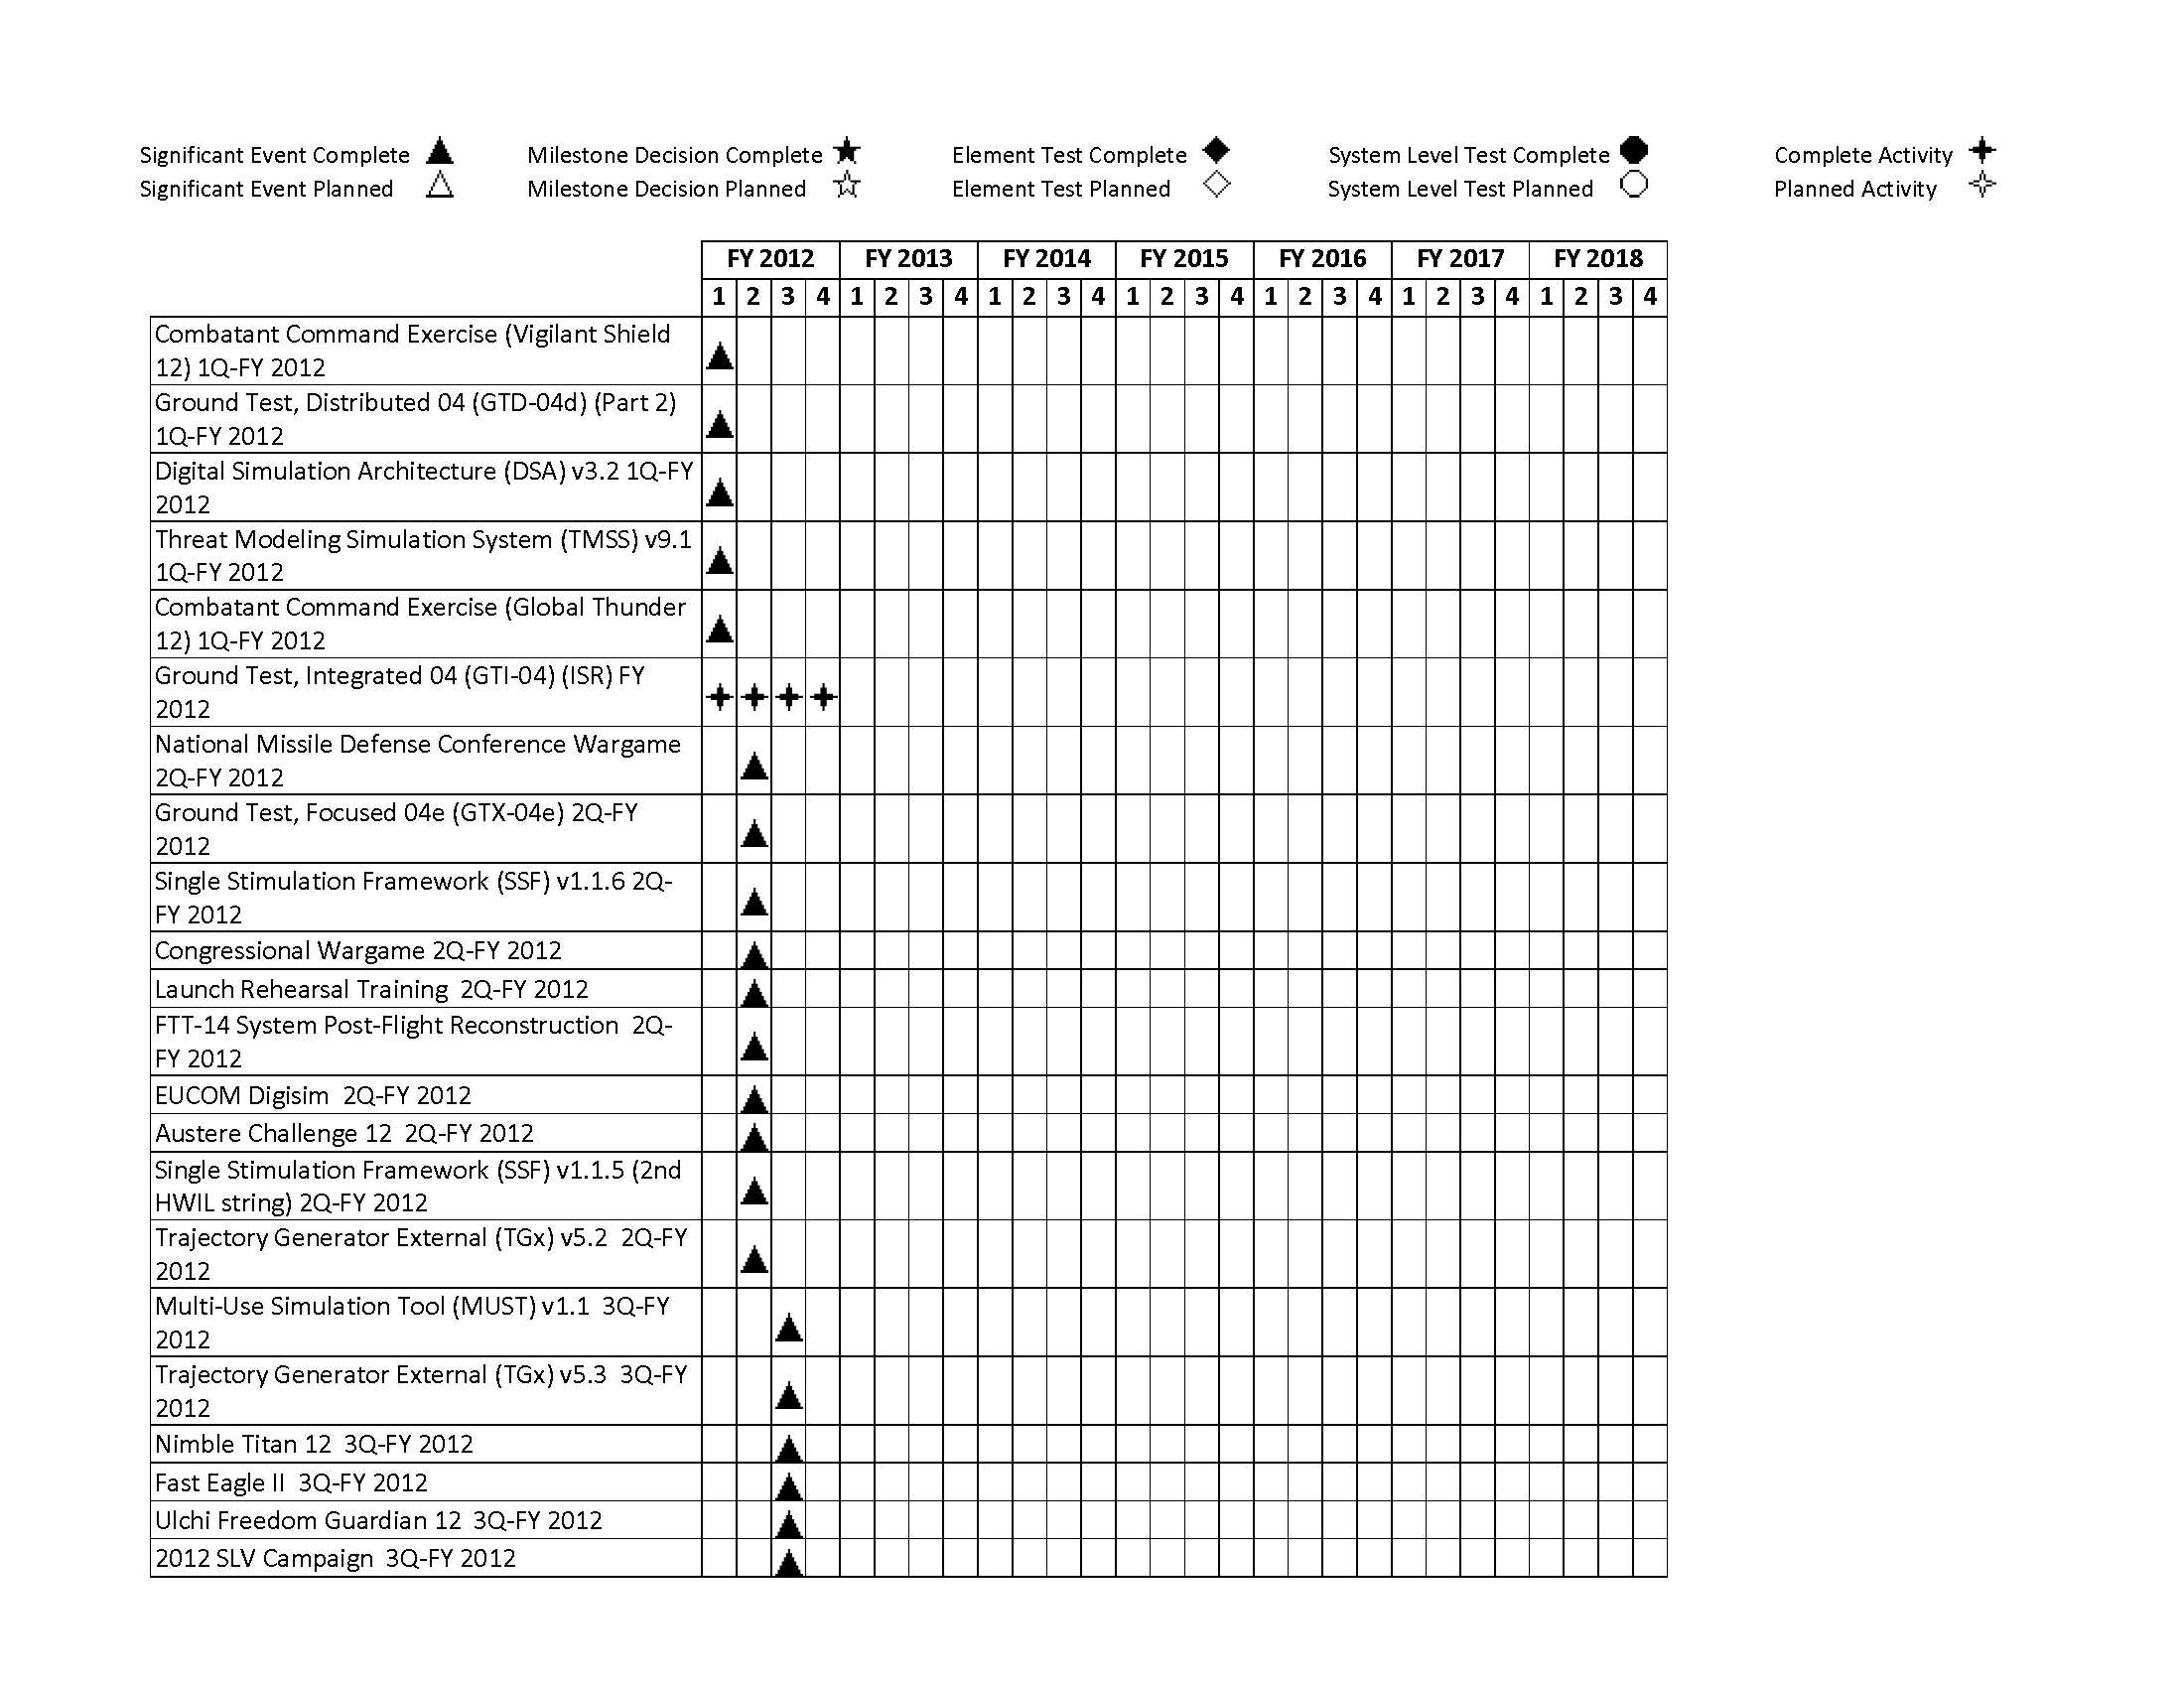 Significant Event Complete Milestone Decision Complete Element Test Complete System Level Test Complete Complete Activity
Significant Event Planned Milestone Decision Planned Element Test Planned System Level Test Planned Planned Activity
FY 2012 FY 2013 FY 2014 FY 2015 FY 2016 FY 2017 FY 2018
1 2 3 4 1 2 3 4 1 2 3 4 1 2 3 4 1 2 3 4 1 2 3 4 1 2 3 4
Combatant Command Exercise (Vigilant Shield
12) 1Q-FY 2012
Ground Test, Distributed 04 (GTD-04d) (Part 2)
1Q-FY 2012
Digital Simulation Architecture (DSA) v3.2 1Q-FY
2012
Threat Modeling Simulation System (TMSS) v9.1
1Q-FY 2012
Combatant Command Exercise (Global Thunder
12) 1Q-FY 2012
Ground Test, Integrated 04 (GTI-04) (ISR) FY
2012
National Missile Defense Conference Wargame
2Q-FY 2012
Ground Test, Focused 04e (GTX-04e) 2Q-FY
2012
Single Stimulation Framework (SSF) v1.1.6 2Q-
FY 2012
Congressional Wargame 2Q-FY 2012
Launch Rehearsal Training  2Q-FY 2012
FTT-14 System Post-Flight Reconstruction  2Q-
FY 2012
EUCOM Digisim  2Q-FY 2012
Austere Challenge 12  2Q-FY 2012
Single Stimulation Framework (SSF) v1.1.5 (2nd
HWIL string) 2Q-FY 2012
Trajectory Generator External (TGx) v5.2  2Q-FY
2012
Multi-Use Simulation Tool (MUST) v1.1  3Q-FY
2012
Trajectory Generator External (TGx) v5.3  3Q-FY
2012
Nimble Titan 12  3Q-FY 2012
Fast Eagle II  3Q-FY 2012
Ulchi Freedom Guardian 12  3Q-FY 2012
2012 SLV Campaign  3Q-FY 2012